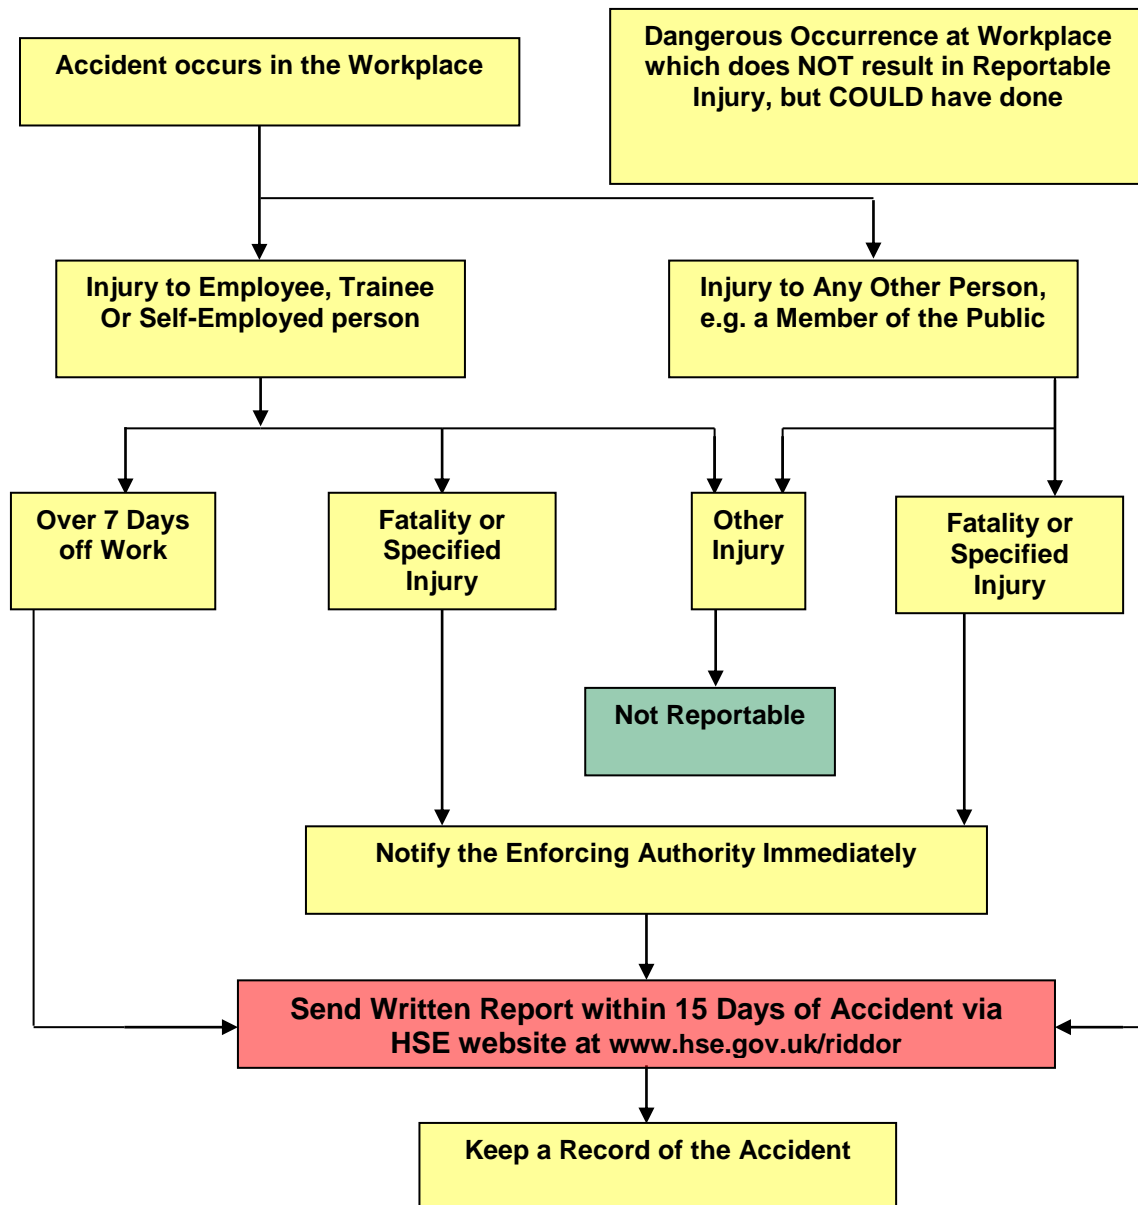 Accident occurs in the Workplace
Dangerous Occurrence at Workplace
which does NOT result in Reportable
Injury, but COULD have done
Injury to Employee, Trainee
Or Self-Employed person
Injury to Any Other Person,
e.g. a Member of the Public
Over 7 Days
off Work
Fatality or
Specified
Injury
Other
Injury
Fatality or
Specified
Injury
Not Reportable
Notify the Enforcing Authority Immediately
Send Written Report within 15 Days of Accident via
HSE website at www.hse.gov.uk/riddor
Keep a Record of the Accident